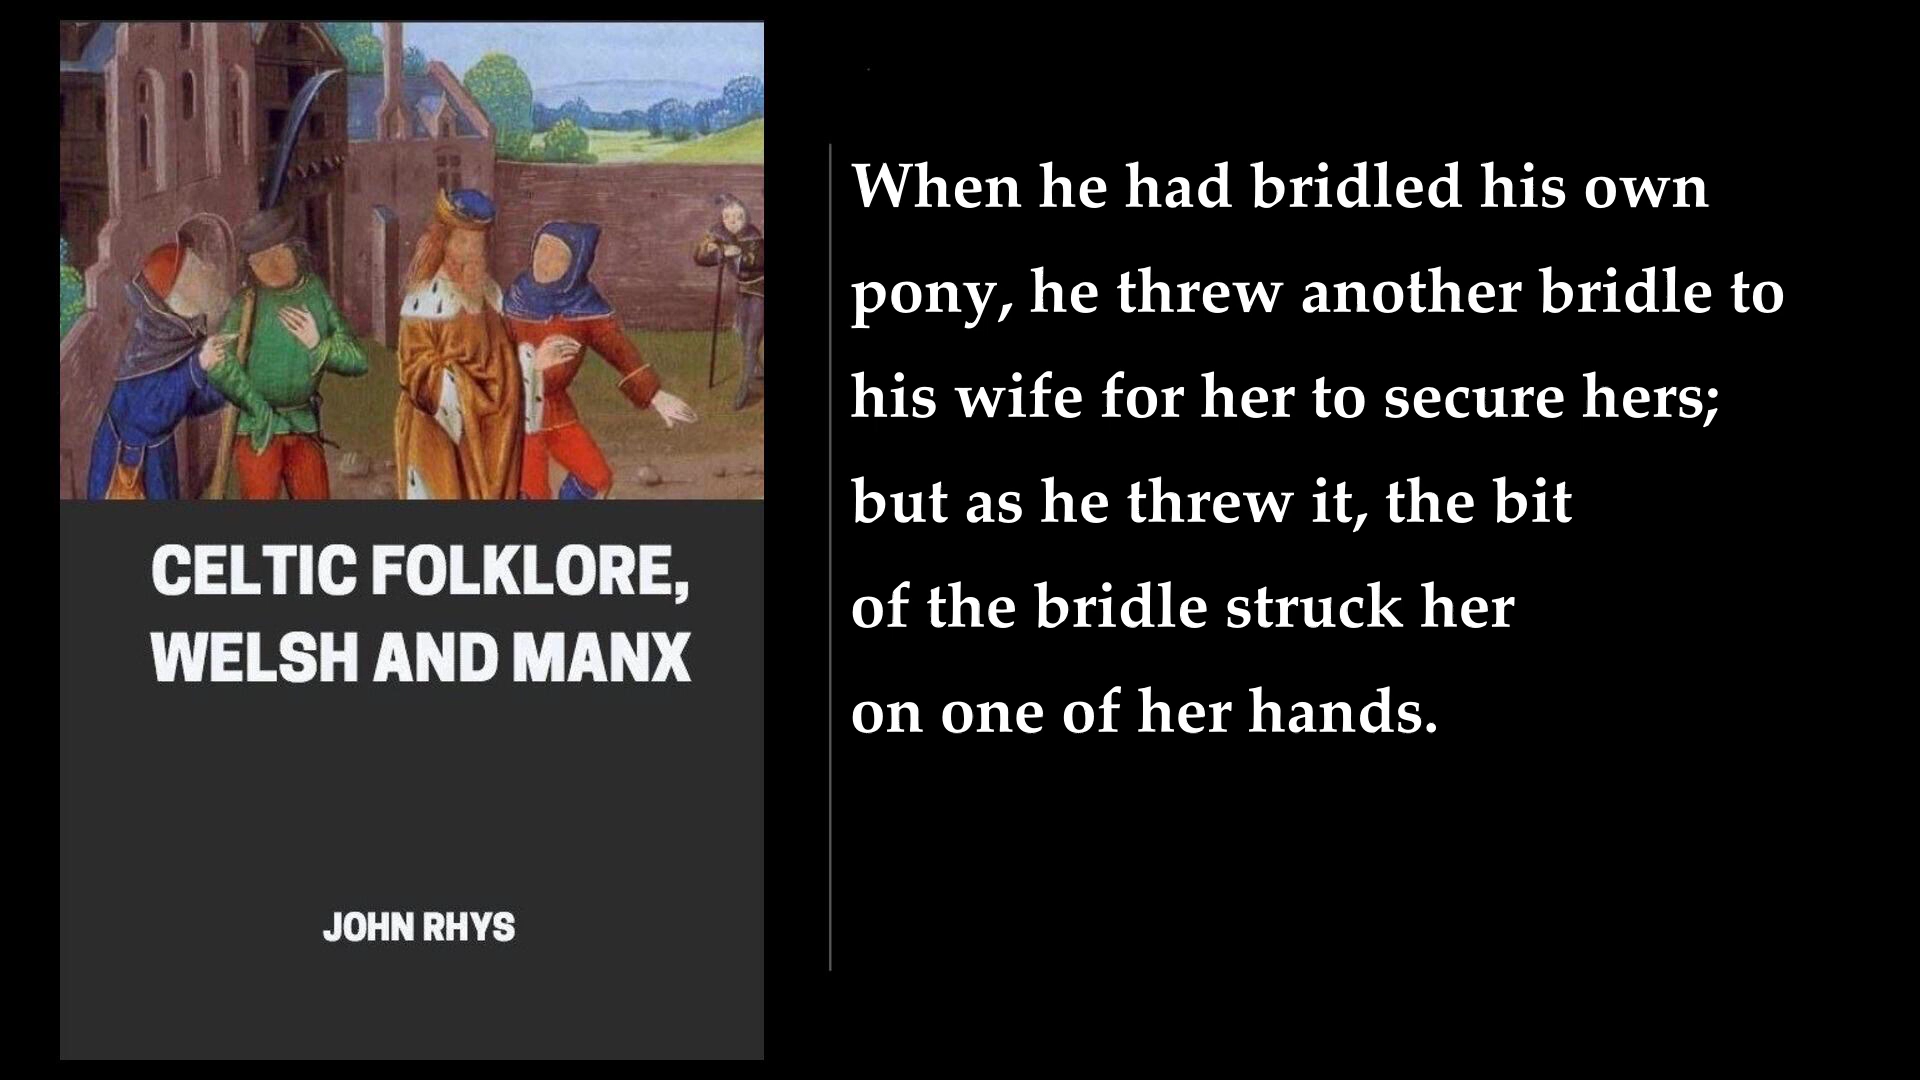 CELTIC FOLKLORE,
WELSH AND MANX
JOHN RHYS
When he had bridled his own
pony, he threw another bridle to
his wife for her to secure hers;
but as he threw it, the bit
of the bridle struck her
on one of her hands.